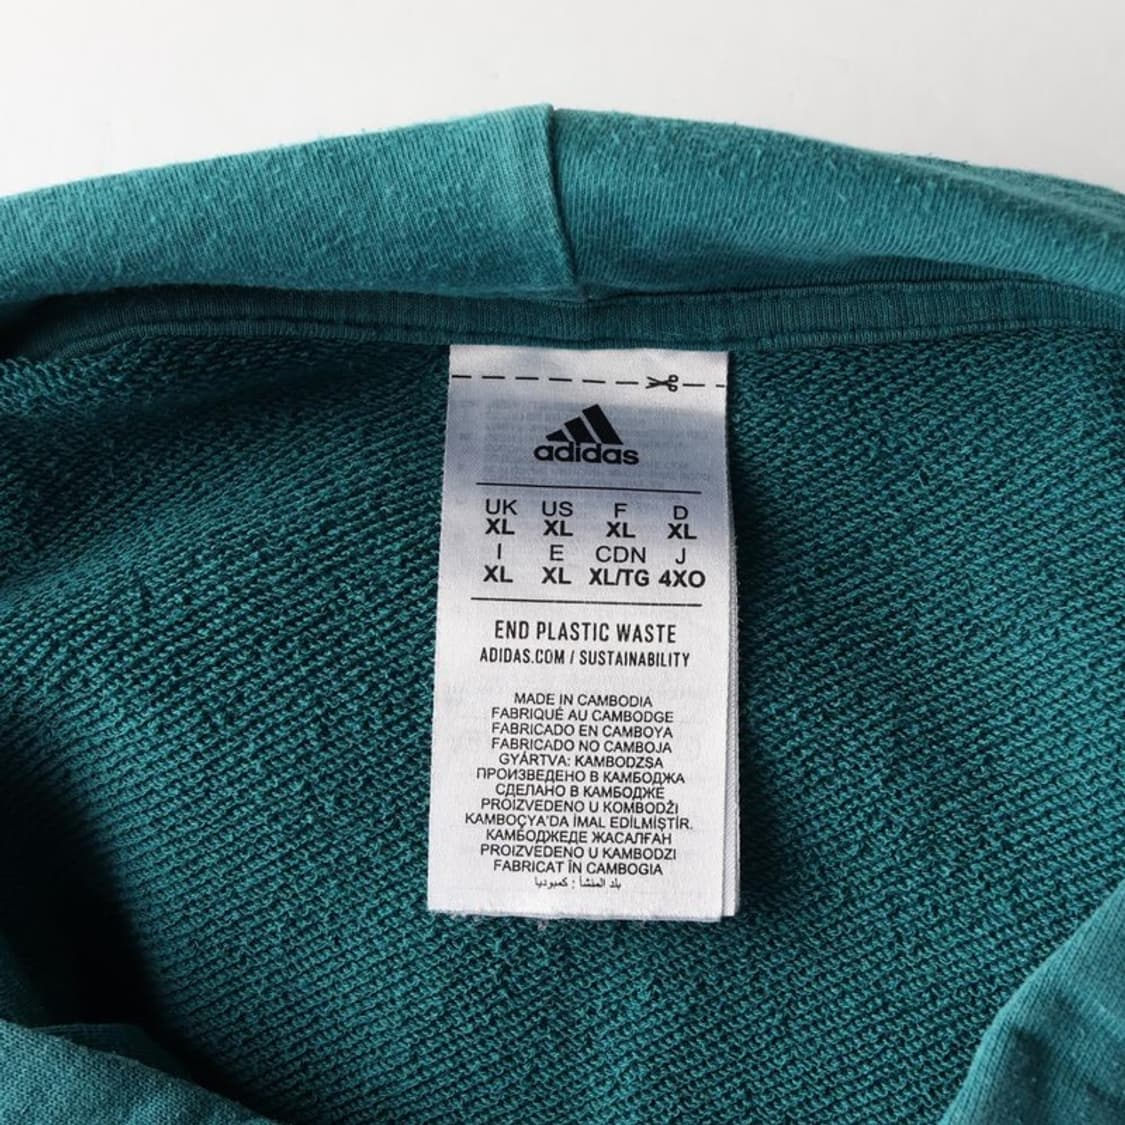 adidas
UK US F D
XL XL XL XL
I E CDN J
XL XL XL/TG 4XO
END PLASTIC WASTE
ADIDAS.COM / SUSTAINABILITY
MADE IN CAMBODIA
FABRIQUÉ AU CAMBODGE
FABRICADO EN CAMBOYA
FABRICADO NO CAMBOJA
GYÁRTVA: KAMBODZSA
ПРОИЗВЕДЕНО В КАМБОДЖА
СДЕЛАНО В КАМБОДЖЕ
PROIZVEDENO U KOMBODŽI
KAMBOÇYA'DA İMAL EDİLMİŞTİR.
КАМБОДЖЕДЕ ЖАСАЛҒАН
PROIZVEDENO U KAMBODZI
FABRICAT ÎN CAMBOGIA
بلد المنشأ : كمبوديا